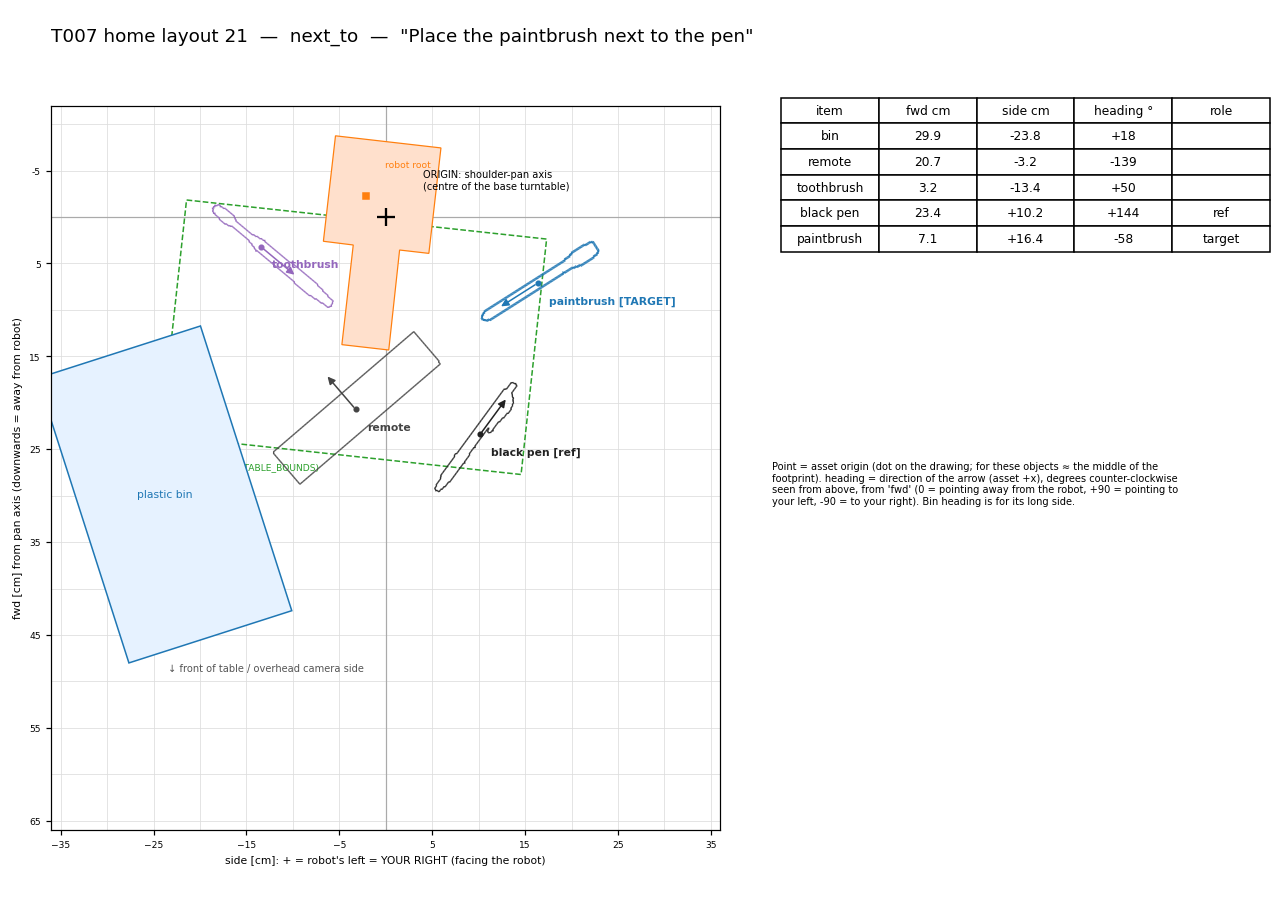 T007 home layout 21 — next_to — "Place the paintbrush next to the pen"
item fwd cm side cm heading ° role
bin 29.9 -23.8 +18
remote 20.7 -3.2 -139
toothbrush 3.2 -13.4 +50
black pen 23.4 +10.2 +144 ref
paintbrush 7.1 +16.4 -58 target
robot root
ORIGIN: shoulder-pan axis
(centre of the base turntable)
toothbrush
paintbrush [TARGET]
remote
black pen [ref]
TABLE_BOUNDS)
plastic bin
↓ front of table / overhead camera side
-5
5
15
25
35
45
55
65
fwd [cm] from pan axis (downwards = away from robot)
−35 −25 −15 −5 5 15 25 35
side [cm]: + = robot's left = YOUR RIGHT (facing the robot)
Point = asset origin (dot on the drawing; for these objects ≈ the middle of the
footprint). heading = direction of the arrow (asset +x), degrees counter-clockwise
seen from above, from 'fwd' (0 = pointing away from the robot, +90 = pointing to
your left, -90 = to your right). Bin heading is for its long side.